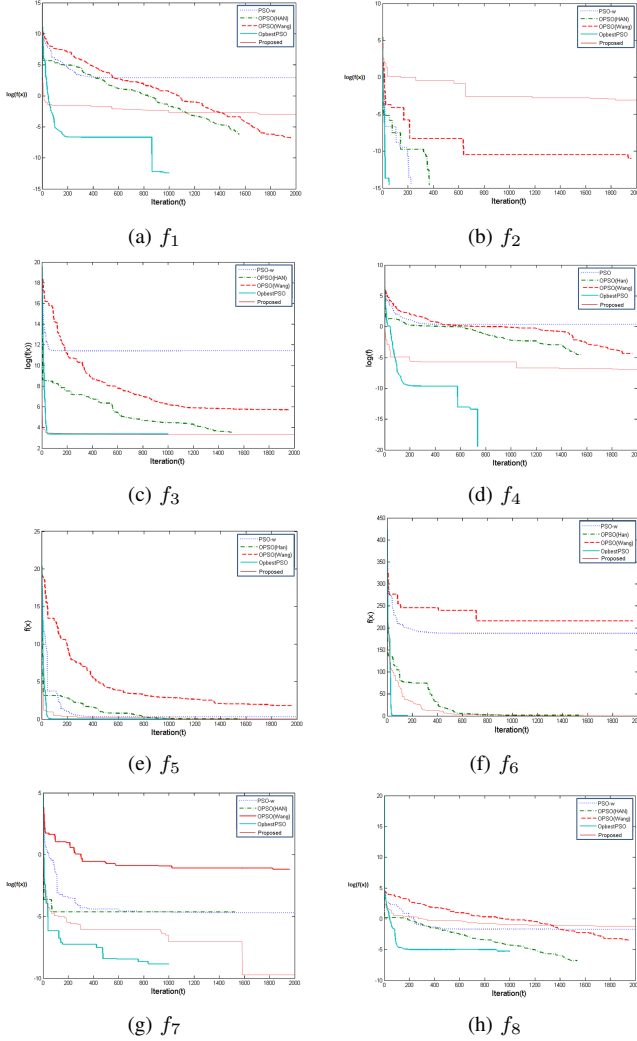 15
10
5
0
-5
-10
-15
log(f(x))
0 200 400 600 800 1000 1200 1400 1600 1800 2000
Iteration(t)
PSO-w
OPSO(HAN)
OPSO(Wang)
OpbestPSO
Proposed
(a) f1
10
5
0
-5
-10
-15
log(f(x))
0 200 400 600 800 1000 1200 1400 1600 1800 2000
Iteration(t)
PSO-w
OPSO(HAN)
OPSO(Wang)
OpbestPSO
Proposed
(b) f2
20
18
16
14
12
10
8
6
4
2
log(f(x))
0 200 400 600 800 1000 1200 1400 1600 1800 2000
Iteration(t)
PSO-w
OPSO(HAN)
OPSO(Wang)
OpbestPSO
Proposed
(c) f3
10
5
0
-5
-10
-15
-20
log(f)
0 200 400 600 800 1000 1200 1400 1600 1800 2000
Iteration(t)
PSO
OPSO(Han)
OPSO(Wang)
OpbestPSO
Proposed
(d) f4
25
20
15
10
5
0
f(x)
0 200 400 600 800 1000 1200 1400 1600 1800 2000
Iteration(t)
PSO-w
OPSO(Han)
OPSO(Wang)
OpbestPSO
Proposed
(e) f5
450
400
350
300
250
200
150
100
50
0
f(x)
0 200 400 600 800 1000 1200 1400 1600 1800 2000
Iteration(t)
PSO-w
OPSO(Han)
OPSO(Wang)
OpbestPSO
Proposed
(f) f6
5
0
-5
-10
log(f(x))
0 200 400 600 800 1000 1200 1400 1600 1800 2000
Iteration(t)
PSO-w
OPSO(HAN)
OPSO(Wang)
OpbestPSO
Proposed
(g) f7
20
15
10
5
0
-5
-10
log(f(x))
0 200 400 600 800 1000 1200 1400 1600 1800 2000
Iteration(t)
PSO-w
OPSO(HAN)
OPSO(Wang)
OpbestPSO
Proposed
(h) f8